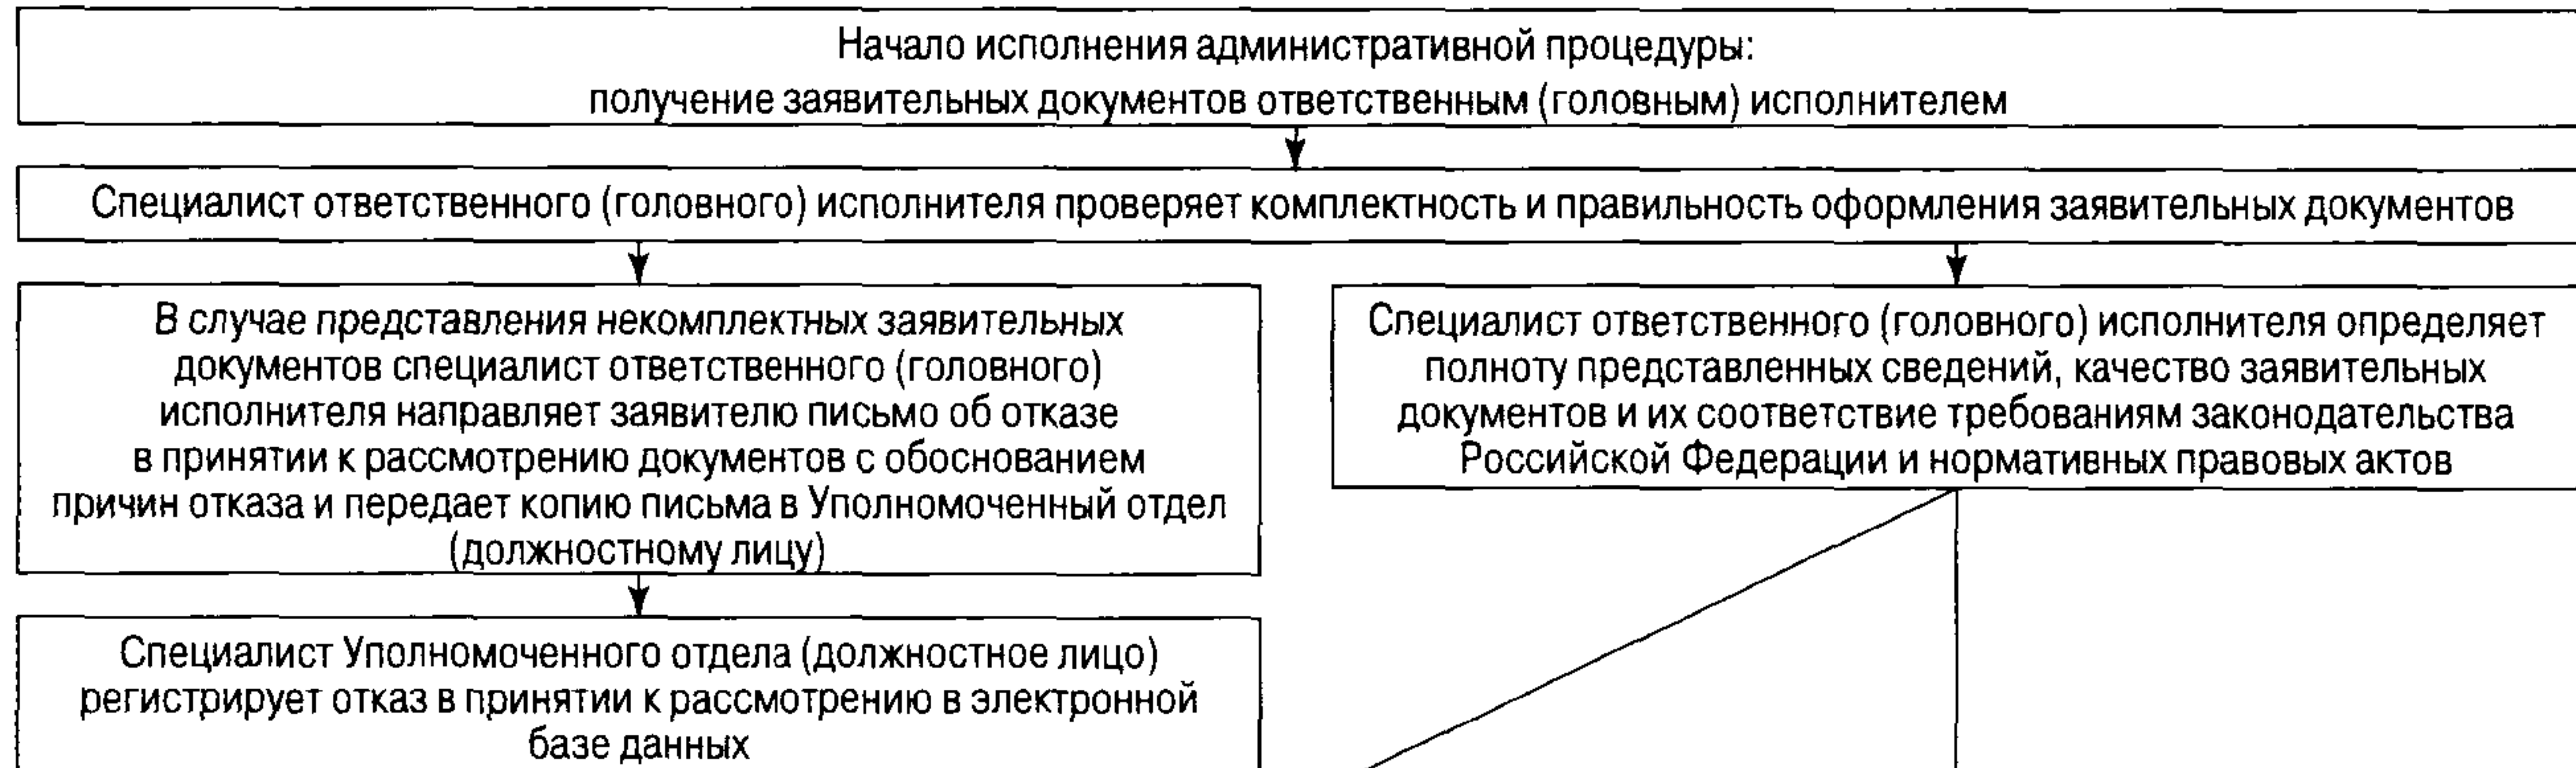 Начало исполнения административной процедуры:
получение заявительных документов ответственным (головным) исполнителем
Специалист ответственного (головного) исполнителя проверяет комплектность и правильность оформления заявительных документов
В случае представления некомплектных заявительных
документов специалист ответственного (головного)
исполнителя направляет заявителю письмо об отказе
в принятии к рассмотрению документов с обоснованием
причин отказа и передает копию письма в Уполномоченный отдел
(должностному лицу)
Специалист ответственного (головного) исполнителя определяет
полноту представленных сведений, качество заявительных
документов и их соответствие требованиям законодательства
Российской Федерации и нормативных правовых актов
Специалист Уполномоченного отдела (должностное лицо)
регистрирует отказ в принятии к рассмотрению в электронной
базе данных